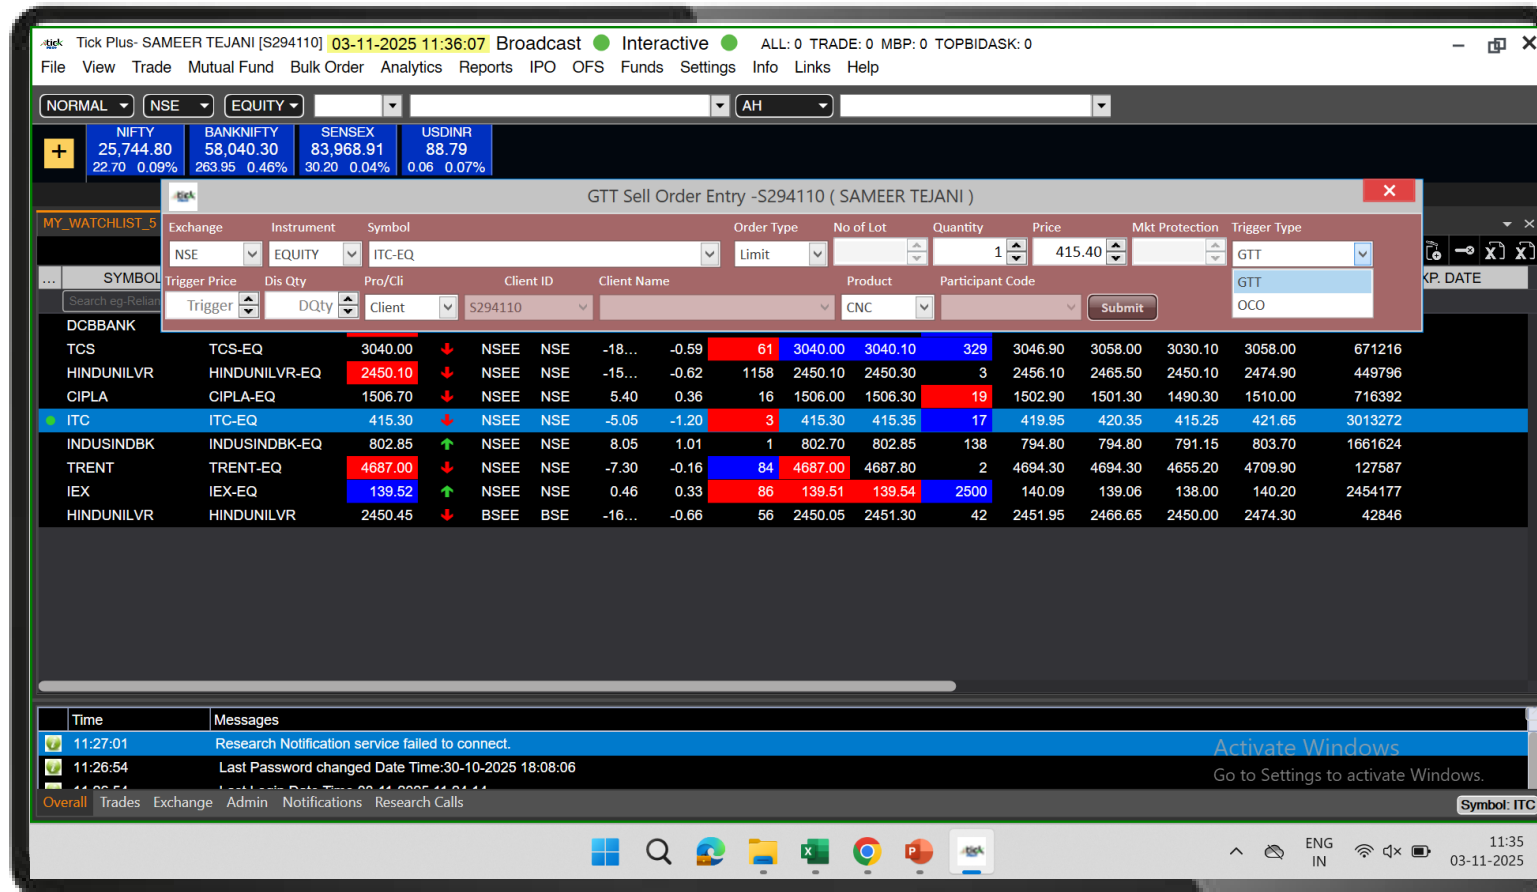 Tick Plus- SAMEER TEJANI [S294110] 03-11-2025 11:36:07 Broadcast Interactive ALL: 0 TRADE: 0 MBP: 0 TOPBIDASK: 0
File View Trade Mutual Fund Bulk Order Analytics Reports IPO OFS Funds Settings Info Links Help
NORMAL NSE EQUITY AH
NIFTY BANKNIFTY SENSEX USDINR
25,744.80 58,040.30 83,968.91 88.79
22.70 0.09% 263.95 0.46% 30.20 0.04% 0.06 0.07%
GTT Sell Order Entry -S294110 ( SAMEER TEJANI )
MY_WATCHLIST_5
Exchange Instrument Symbol Order Type No of Lot Quantity Price Mkt Protection Trigger Type
NSE EQUITY ITC-EQ Limit 1 415.40 GTT
Trigger Price Dis Qty Pro/Cli Client ID Client Name Product Participant Code GTT
Trigger DQty Client S294110 CNC Submit OCO
... SYMBOL P. DATE
Search eg-Relian
DCBBANK
TCS TCS-EQ 3040.00 NSEE NSE -18... -0.59 61 3040.00 3040.10 329 3046.90 3058.00 3030.10 3058.00 671216
HINDUNILVR HINDUNILVR-EQ 2450.10 NSEE NSE -15... -0.62 1158 2450.10 2450.30 3 2456.10 2465.50 2450.10 2474.90 449796
CIPLA CIPLA-EQ 1506.70 NSEE NSE 5.40 0.36 16 1506.00 1506.30 19 1502.90 1501.30 1490.30 1510.00 716392
ITC ITC-EQ 415.30 NSEE NSE -5.05 -1.20 3 415.30 415.35 17 419.95 420.35 415.25 421.65 3013272
INDUSINDBK INDUSINDBK-EQ 802.85 NSEE NSE 8.05 1.01 1 802.70 802.85 138 794.80 794.80 791.15 803.70 1661624
TRENT TRENT-EQ 4687.00 NSEE NSE -7.30 -0.16 84 4687.00 4687.80 2 4694.30 4694.30 4655.20 4709.90 127587
IEX IEX-EQ 139.52 NSEE NSE 0.46 0.33 86 139.51 139.54 2500 140.09 139.06 138.00 140.20 2454177
HINDUNILVR HINDUNILVR 2450.45 BSEE BSE -16... -0.66 56 2450.05 2451.30 42 2451.95 2466.65 2450.00 2474.30 42846
Time Messages
11:27:01 Research Notification service failed to connect.
11:26:54 Last Password changed Date Time:30-10-2025 18:08:06
Activate Windows
Go to Settings to activate Windows.
Overall Trades Exchange Admin Notifications Research Calls Symbol: ITC
ENG
IN
11:35
03-11-2025